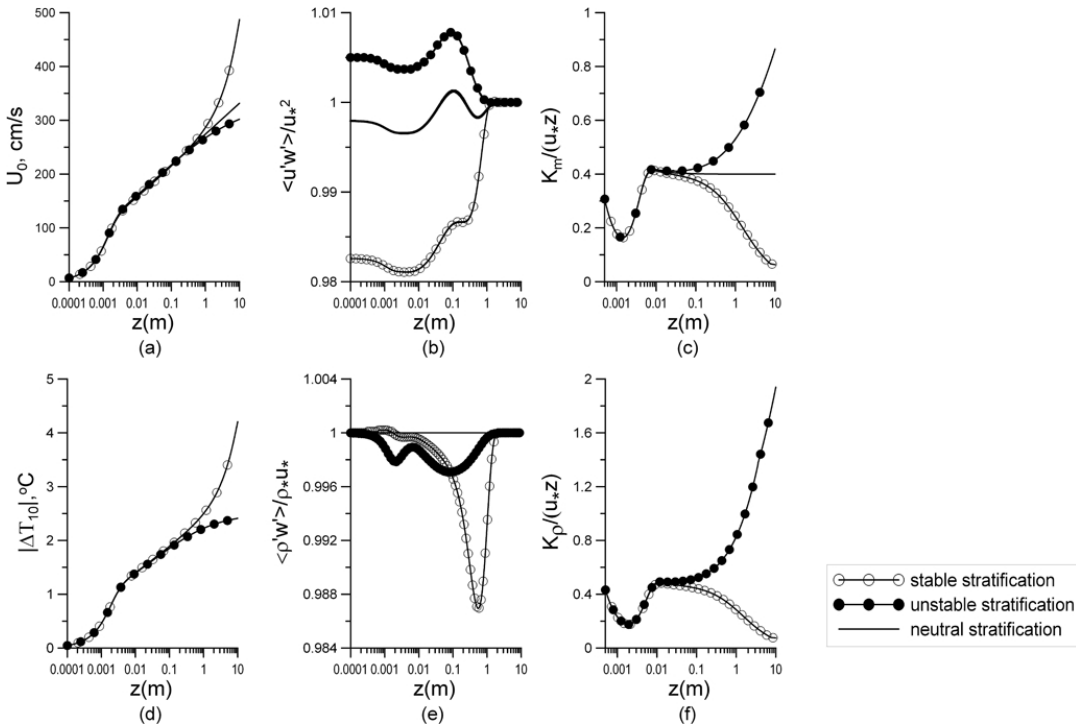 500
400
300
200
100
0
U₀, cm/s
0.0001 0.001 0.01 0.1 1 10
z(m)
(a)
1.01
1
0.99
0.98
<u'w'>/u*²
0.0001 0.001 0.01 0.1 1 10
z(m)
(b)
1
0.8
0.6
0.4
0.2
0
Kₘ/(u*z)
0.001 0.01 0.1 1 10
z(m)
(c)
5
4
3
2
1
0
|ΔT₁₀|,°C
0.0001 0.001 0.01 0.1 1 10
z(m)
(d)
1.004
1
0.996
0.992
0.988
0.984
<ρ'w'>/ρ*u*
0.0001 0.001 0.01 0.1 1 10
z(m)
(e)
2
1.6
1.2
0.8
0.4
0
Kρ/(u*z)
0.001 0.01 0.1 1 10
z(m)
(f)
stable stratification
unstable stratification
neutral stratification